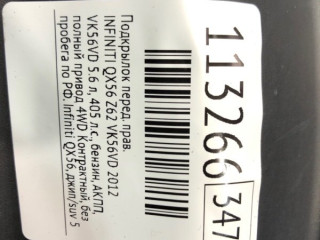 Подкрылок перед. прав.
INFINITI QX56 Z62 VK56VD 2012
VK56VD 5.6 л, 405 л.с., бензин, АКПП,
полный привод 4WD Контрактный, без
пробега по РФ. Infiniti QX56, джип/suv 5
113266
347